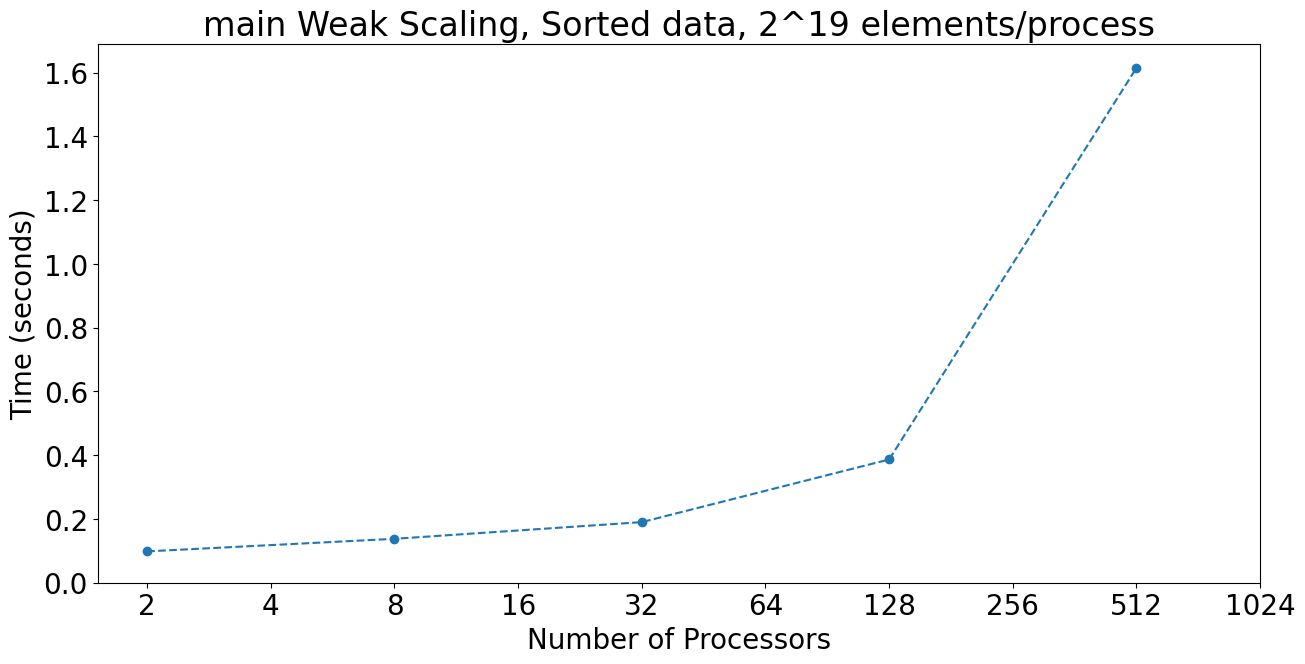 main Weak Scaling, Sorted data, 2^19 elements/process
Time (seconds)
1.6
1.4
1.2
1.0
0.8
0.6
0.4
0.2
0.0
2 4 8 16 32 64 128 256 512 1024
Number of Processors